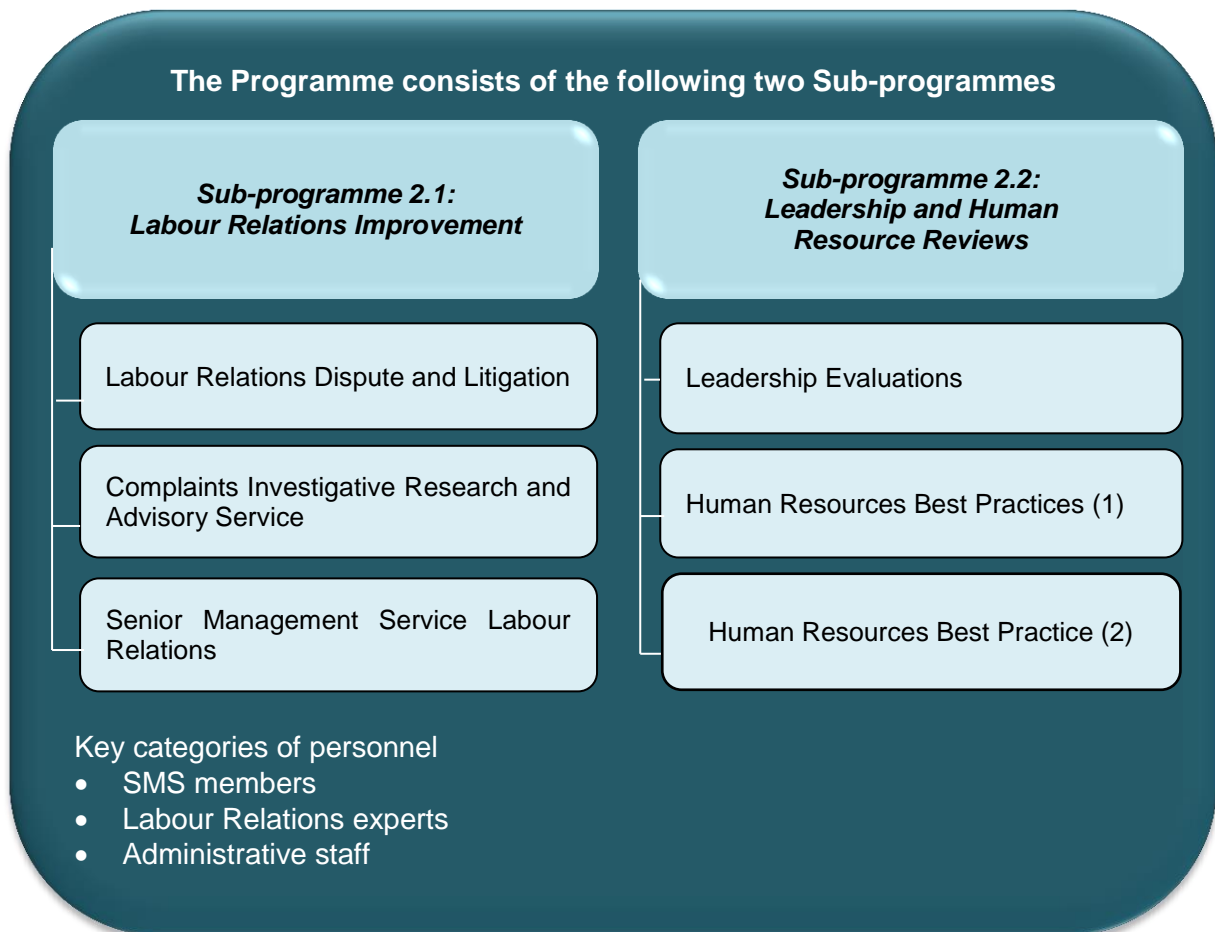 The Programme consists of the following two Sub-programmes
Sub-programme 2.1:
Labour Relations Improvement
Labour Relations Dispute and Litigation
Complaints Investigative Research and
Advisory Service
Senior Management Service Labour
Relations
Sub-programme 2.2:
Leadership and Human
Resource Reviews
Leadership Evaluations
Human Resources Best Practices (1)
Human Resources Best Practice (2)
Key categories of personnel
• SMS members
• Labour Relations experts
• Administrative staff